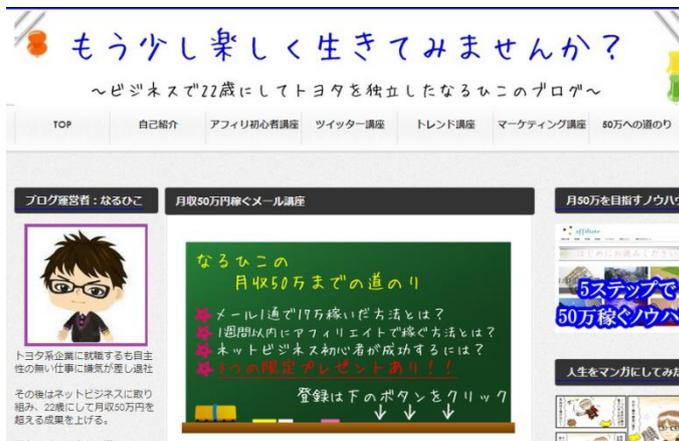 もう少し楽しく生きてみませんか？
～ビジネスで22歳にしてトヨタを独立したなるひこのブログ～
TOP 自己紹介 アフィリ初心者講座 ツイッター講座 トレンド講座 マーケティング講座 50万への道のり
ブログ運営者：なるひこ
トヨタ系企業に就職するも自主
性の無い仕事に嫌気が差し退社
その後はネットビジネスに取り
組み、22歳にして月収50万円を
超える成果を上げる。
月収50万円稼ぐメール講座
なるひこの
月収50万までの道のり
メール1通で17万稼いだ方法とは？
1週間以内にアフィリエイトで稼ぐ方法とは？
ネットビジネス初心者が成功するには？
3つの限定プレゼントあり！！
登録は下のボタンをクリック
↓ ↓ ↓
月50万を目指すノウハウ
affiliate
はじめにお読みください
5ステップで
50万稼ぐノウハ
人生をマンガにしてみた